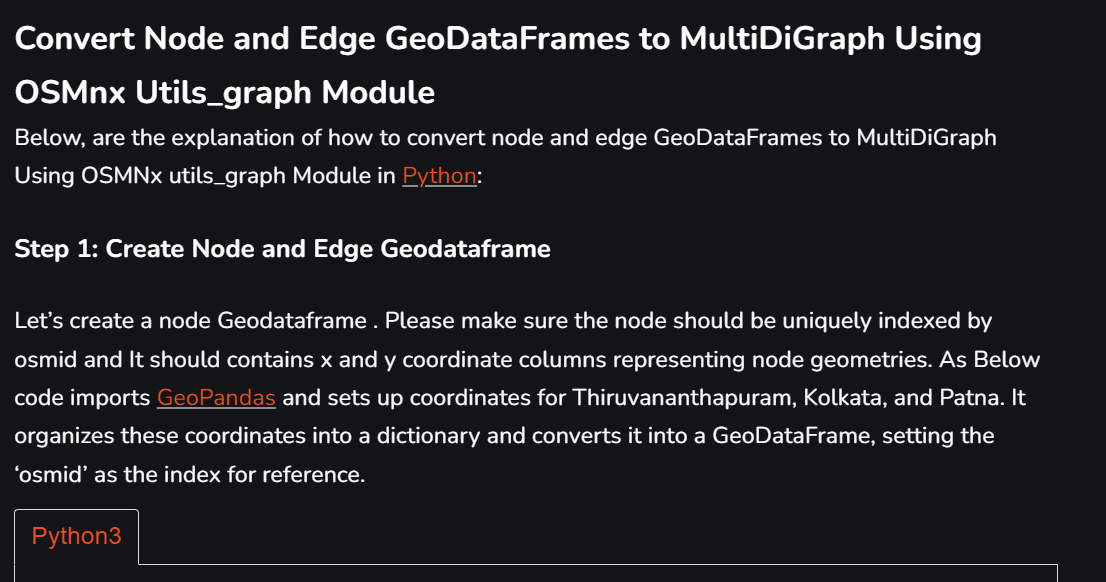 Convert Node and Edge GeoDataFrames to MultiDiGraph Using
OSMnx Utils_graph Module
Below, are the explanation of how to convert node and edge GeoDataFrames to MultiDiGraph
Using OSMNx utils_graph Module in Python:
Step 1: Create Node and Edge Geodataframe
Let’s create a node Geodataframe . Please make sure the node should be uniquely indexed by
osmid and It should contains x and y coordinate columns representing node geometries. As Below
code imports GeoPandas and sets up coordinates for Thiruvananthapuram, Kolkata, and Patna. It
organizes these coordinates into a dictionary and converts it into a GeoDataFrame, setting the
‘osmid’ as the index for reference.
Python3